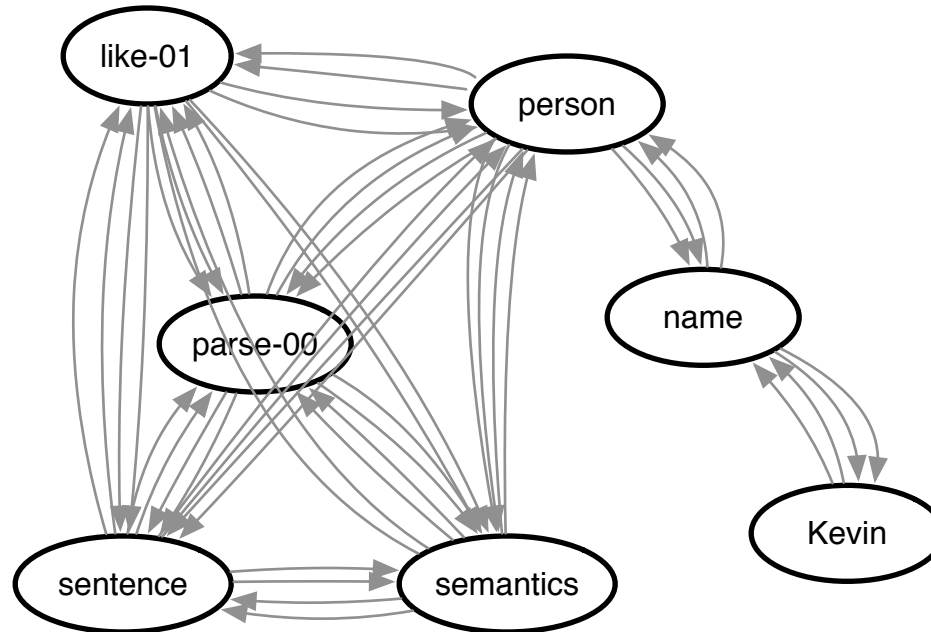 like-01
person
name
parse-00
Kevin
sentence
semantics